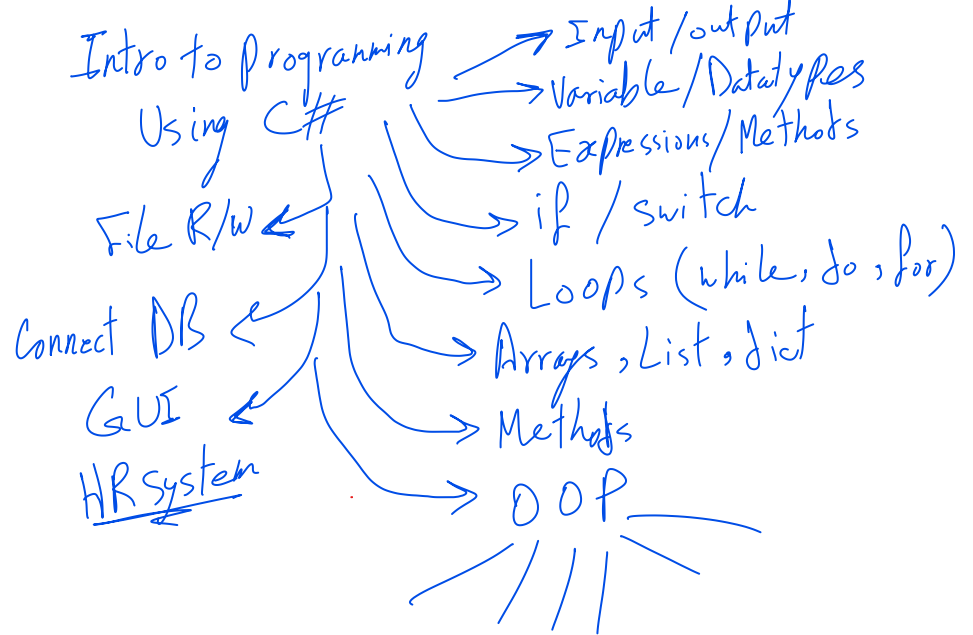 Intro to programming
Using C#
Input/output
Variable/Datatypes
Expressions/Methods
if / switch
Loops (while, do, for)
Arrays, List, dict
Methods
OOP
File R/W
Connect DB
GUI
HR system